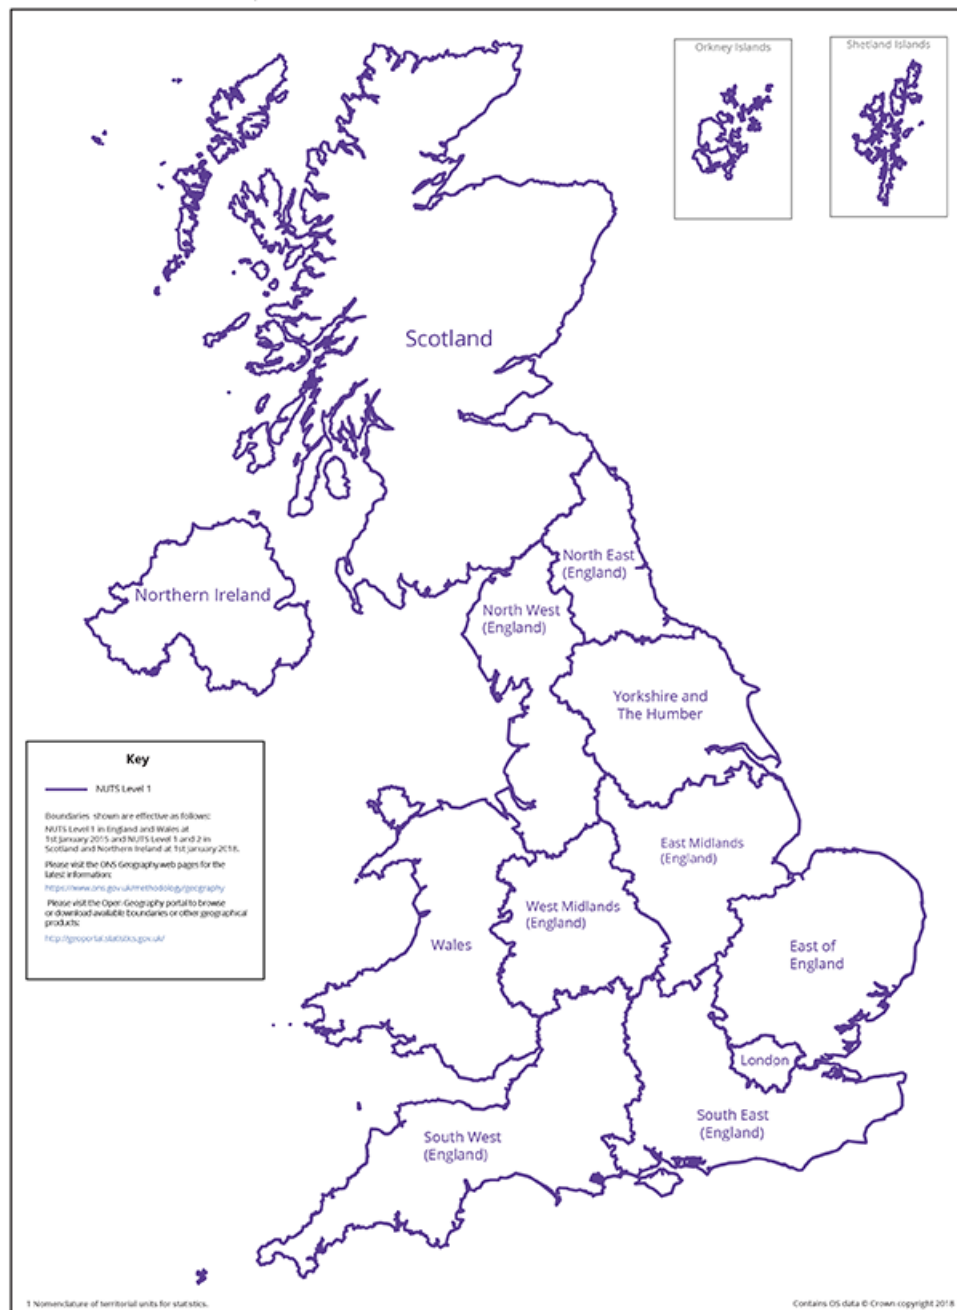 Orkney Islands
Shetland Islands
Scotland
North East
(England)
Northern Ireland
North West
(England)
Yorkshire and
The Humber
Key
NUTS Level 1
Boundaries shown are effective as follows:
NUTS Level 1 in England and Wales at
1st January 2015 and NUTS Level 1 and 2 in
Scotland and Northern Ireland at 1st January 2018.
Please visit the ONS Geography web pages for the
latest information:
https://www.ons.gov.uk/methodology/geography
Please visit the Open Geography portal to browse
or download available boundaries or other geographical
products:
http://geoportal.statistics.gov.uk/
East Midlands
(England)
West Midlands
(England)
Wales
East of
England
London
South East
(England)
South West
(England)
1 Nomenclature of territorial units for statistics.
Contains OS data © Crown copyright 2018